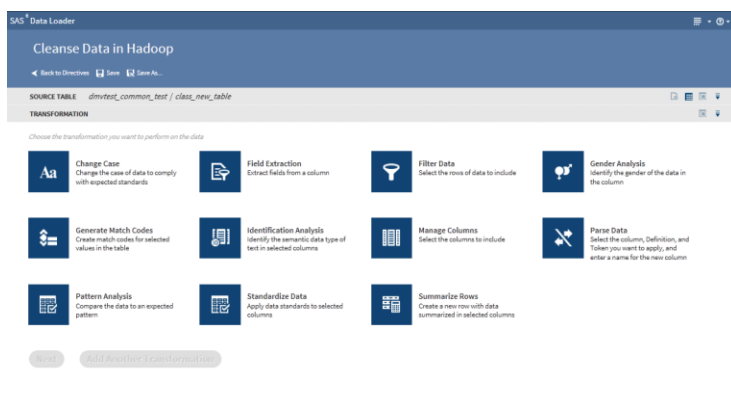 SAS® Data Loader
Cleanse Data in Hadoop
Back to Directives Save Save As...
SOURCE TABLE dmvtest_common_test / class_new_table
TRANSFORMATION
Choose the transformation you want to perform on the data
Aa
Change Case
Change the case of data to comply
with expected standards
Field Extraction
Extract fields from a column
Filter Data
Select the rows of data to include
Gender Analysis
Identify the gender of the data in
the column
Generate Match Codes
Create match codes for selected
values in the table
Identification Analysis
Identify the semantic data type of
text in selected columns
Manage Columns
Select the columns to include
Parse Data
Select the column, Definition, and
Token you want to apply, and
enter a name for the new column
Pattern Analysis
Compare the data to an expected
pattern
Standardize Data
Apply data standards to selected
columns
Summarize Rows
Create a new row with data
summarized in selected columns
Next Add Another Transformation